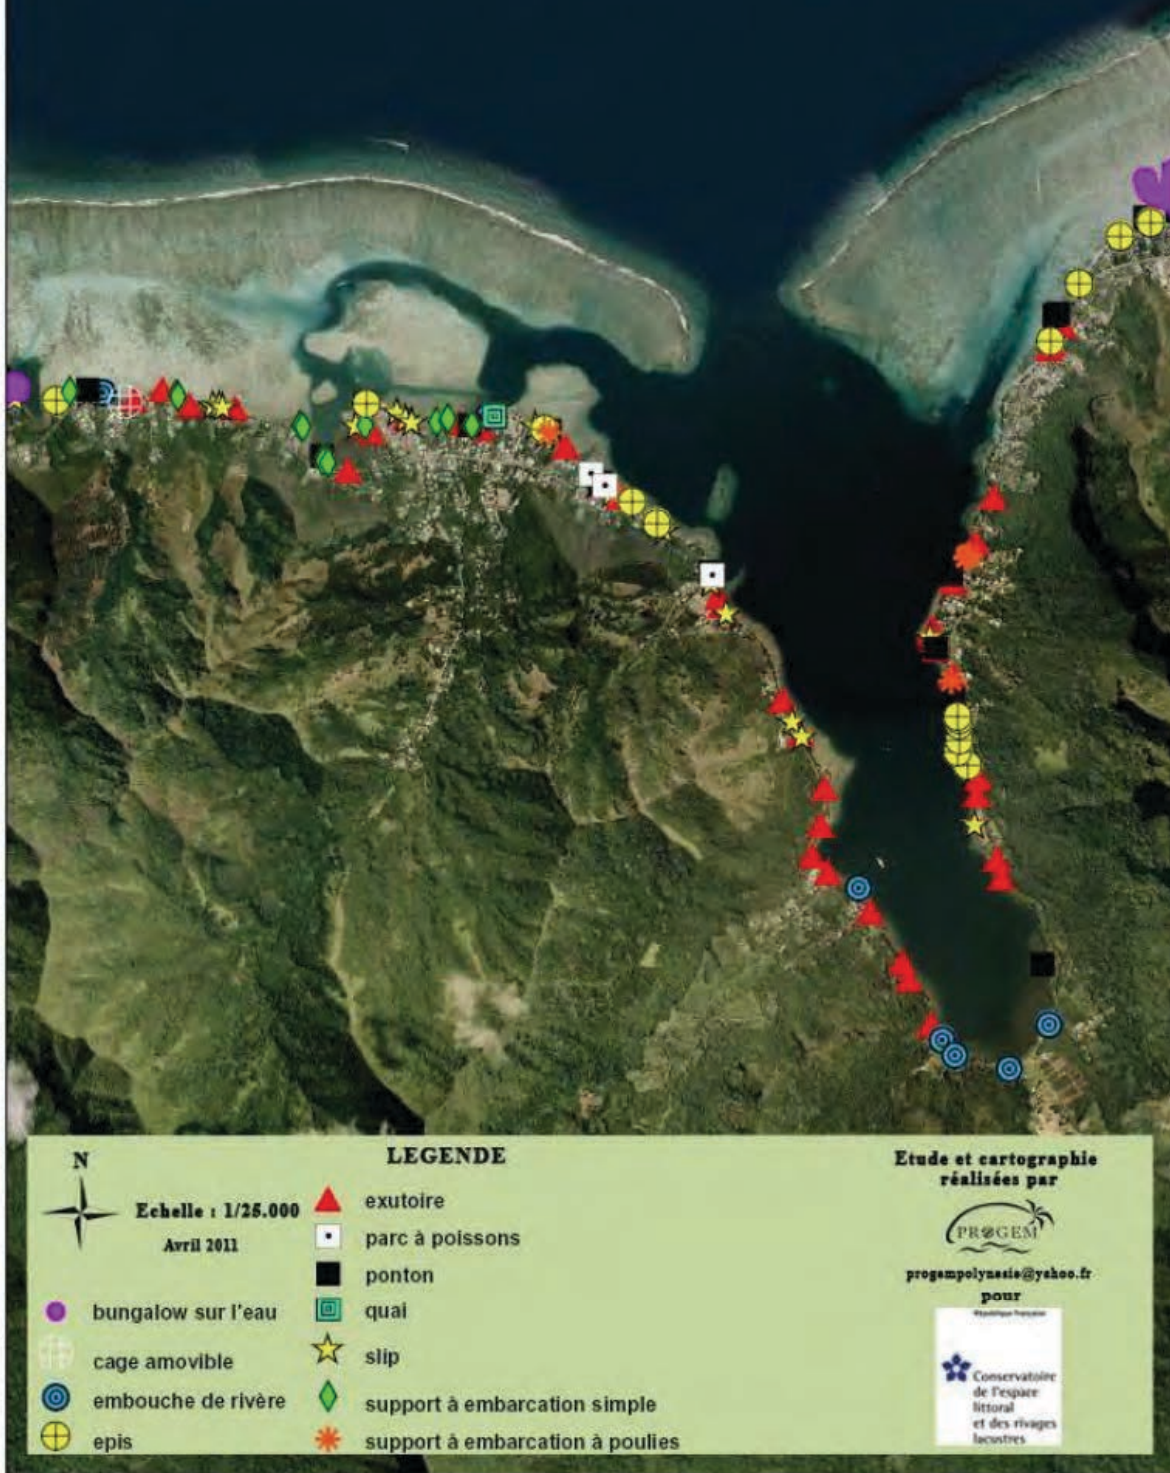 N
Echelle : 1/25.000
Avril 2011
bungalow sur l'eau
cage amovible
embouche de rivère
epis
LEGENDE
exutoire
parc à poissons
ponton
quai
slip
support à embarcation simple
support à embarcation à poulies
Etude et cartographie
réalisées par
PROGEM
progempolynesie@yahoo.fr
pour
République Française
Conservatoire
de l'espace
littoral
et des rivages
lacustres